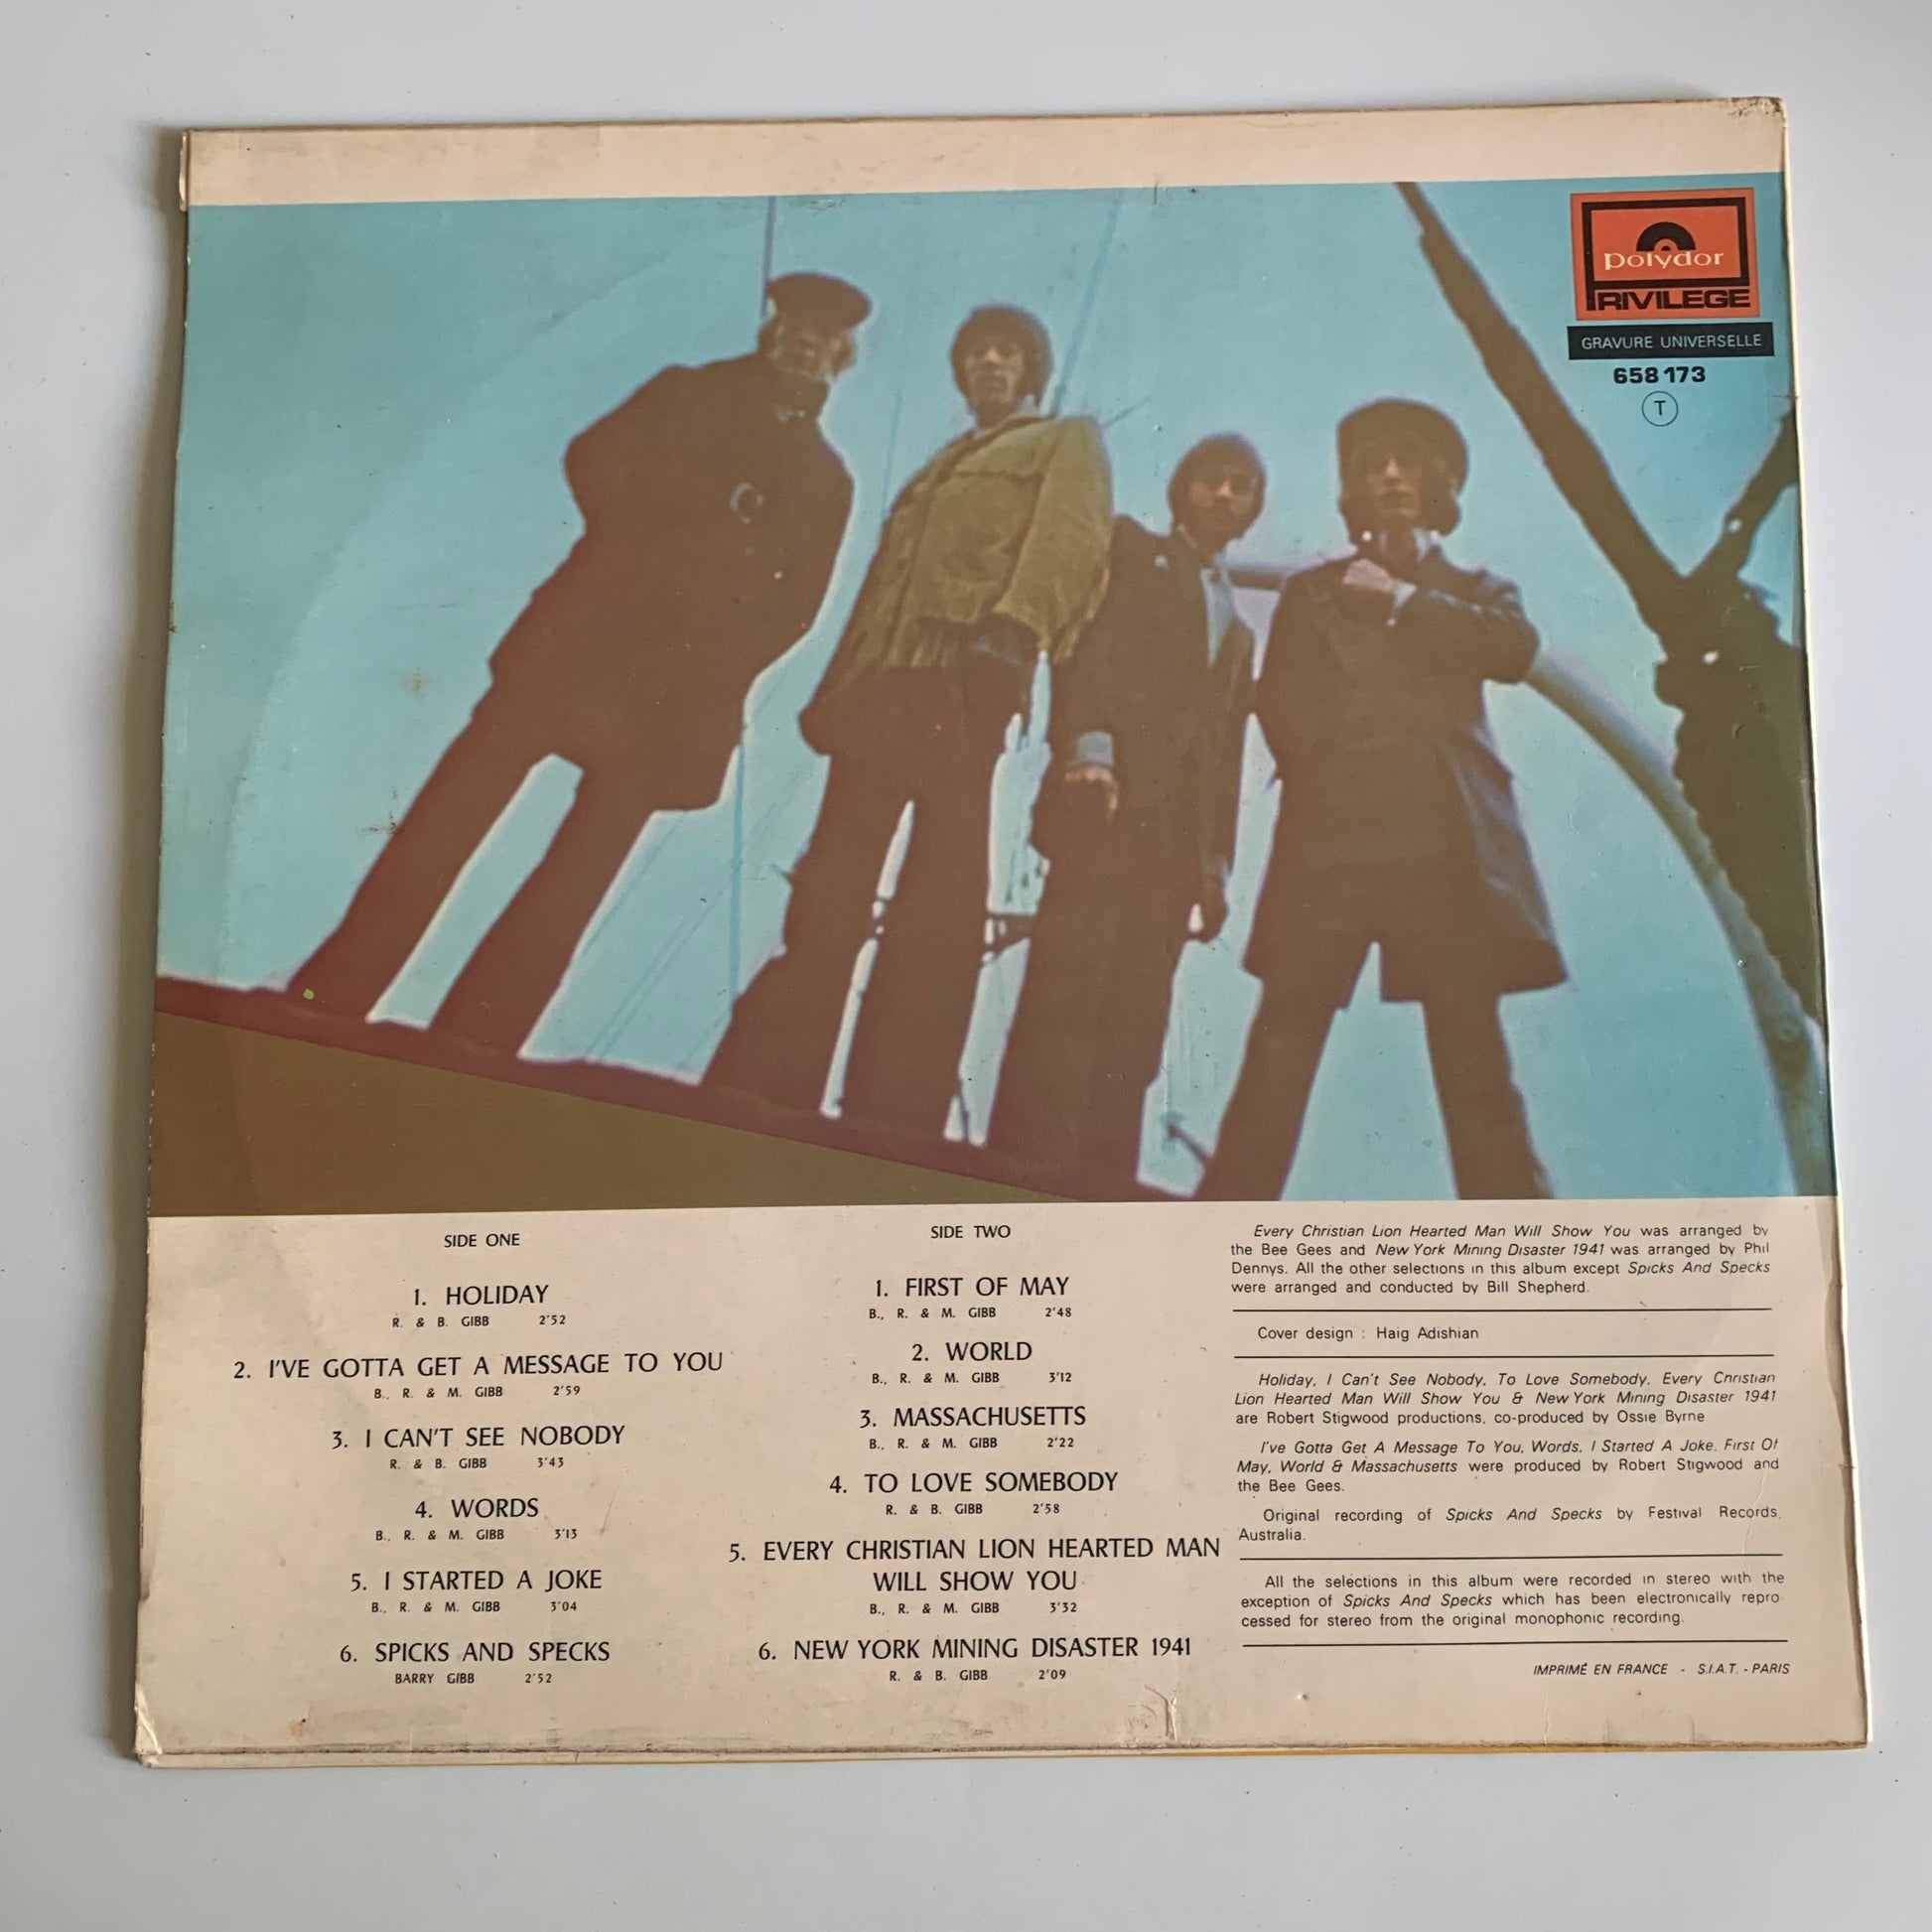 polydor
PRIVILEGE
GRAVURE UNIVERSELLE
658 173
T
SIDE ONE
1. HOLIDAY
R. & B. GIBB 2'52
2. I'VE GOTTA GET A MESSAGE TO YOU
B., R. & M. GIBB 2'59
3. I CAN'T SEE NOBODY
R. & B. GIBB 3'43
4. WORDS
B., R. & M. GIBB 3'13
5. I STARTED A JOKE
B., R. & M. GIBB 3'04
6. SPICKS AND SPECKS
BARRY GIBB 2'52
SIDE TWO
1. FIRST OF MAY
B., R. & M. GIBB 2'48
2. WORLD
B., R. & M. GIBB 3'12
3. MASSACHUSETTS
B., R. & M. GIBB 2'22
4. TO LOVE SOMEBODY
R. & B. GIBB 2'58
5. EVERY CHRISTIAN LION HEARTED MAN
WILL SHOW YOU
B., R. & M. GIBB 3'32
6. NEW YORK MINING DISASTER 1941
R. & B. GIBB 2'09
Every Christian Lion Hearted Man Will Show You was arranged by
the Bee Gees and New York Mining Disaster 1941 was arranged by Phil
Dennys. All the other selections in this album except Spicks And Specks
were arranged and conducted by Bill Shepherd.
Cover design : Haig Adishian
Holiday, I Can't See Nobody, To Love Somebody, Every Christian
Lion Hearted Man Will Show You & New York Mining Disaster 1941
are Robert Stigwood productions, co-produced by Ossie Byrne
I've Gotta Get A Message To You, Words, I Started A Joke, First Of
May, World & Massachusetts were produced by Robert Stigwood and
the Bee Gees.
Original recording of Spicks And Specks by Festival Records,
Australia.
All the selections in this album were recorded in stereo with the
exception of Spicks And Specks which has been electronically repro-
cessed for stereo from the original monophonic recording.
IMPRIMÉ EN FRANCE - S.I.A.T. - PARIS